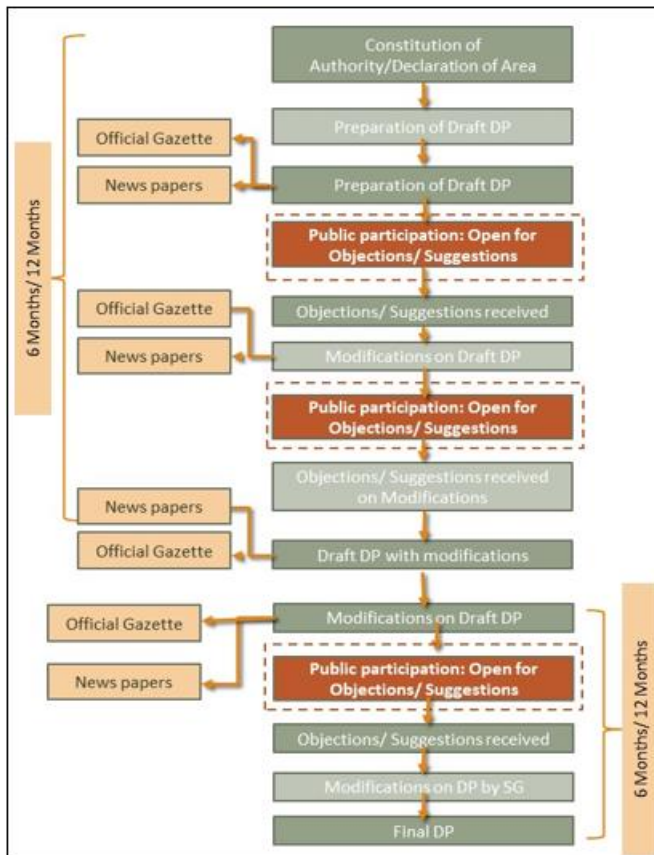 Constitution of
Authority/Declaration of Area
Preparation of Draft DP
Official Gazette
News papers
Preparation of Draft DP
Public participation: Open for
Objections/ Suggestions
6 Months/ 12 Months
Official Gazette
Objections/ Suggestions received
News papers
Modifications on Draft DP
Public participation: Open for
Objections/ Suggestions
Objections/ Suggestions received
on Modifications
News papers
Official Gazette
Draft DP with modifications
Official Gazette
Modifications on Draft DP
News papers
Public participation: Open for
Objections/ Suggestions
6 Months/ 12 Months
Objections/ Suggestions received
Modifications on DP by SG
Final DP